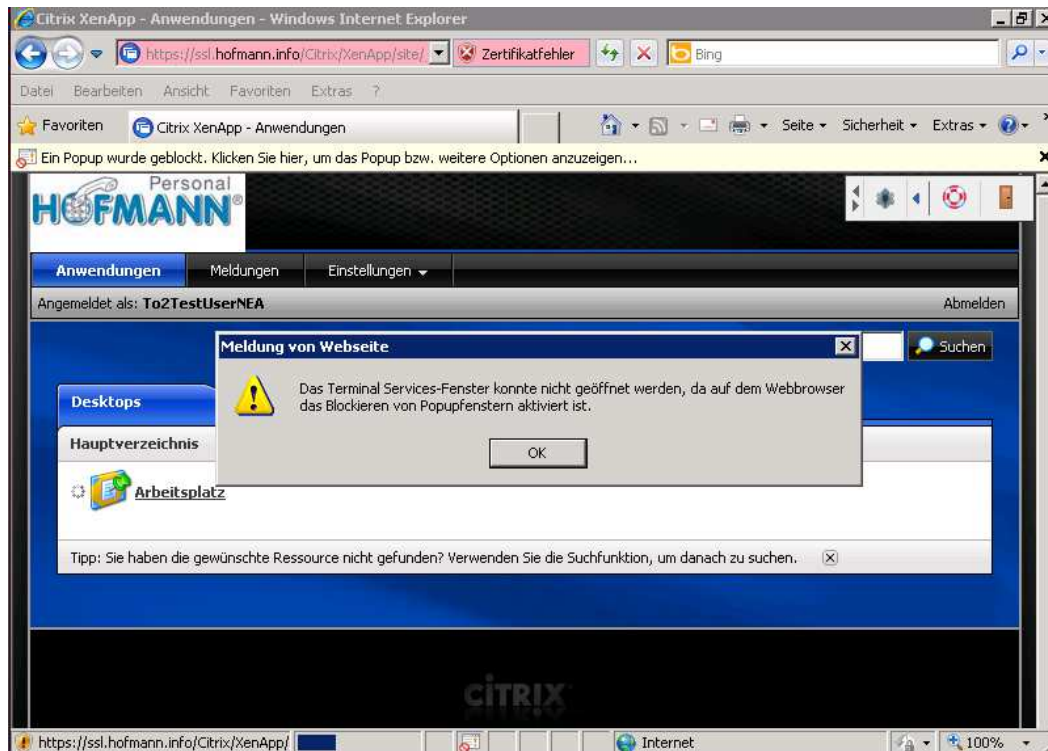 Citrix XenApp - Anwendungen - Windows Internet Explorer
https://ssl.hofmann.info/Citrix/XenApp/site/ Zertifikatfehler Bing
Datei Bearbeiten Ansicht Favoriten Extras ?
Favoriten Citrix XenApp - Anwendungen Seite Sicherheit Extras
Ein Popup wurde geblockt. Klicken Sie hier, um das Popup bzw. weitere Optionen anzuzeigen...
Personal
HOFMANN®
Anwendungen Meldungen Einstellungen
Angemeldet als: To2TestUserNEA Abmelden
Meldung von Webseite
Suchen
Das Terminal Services-Fenster konnte nicht geöffnet werden, da auf dem Webbrowser
das Blockieren von Popupfenstern aktiviert ist.
OK
Desktops
Hauptverzeichnis
Arbeitsplatz
Tipp: Sie haben die gewünschte Ressource nicht gefunden? Verwenden Sie die Suchfunktion, um danach zu suchen.
CITRIX
https://ssl.hofmann.info/Citrix/XenApp/ Internet 100%